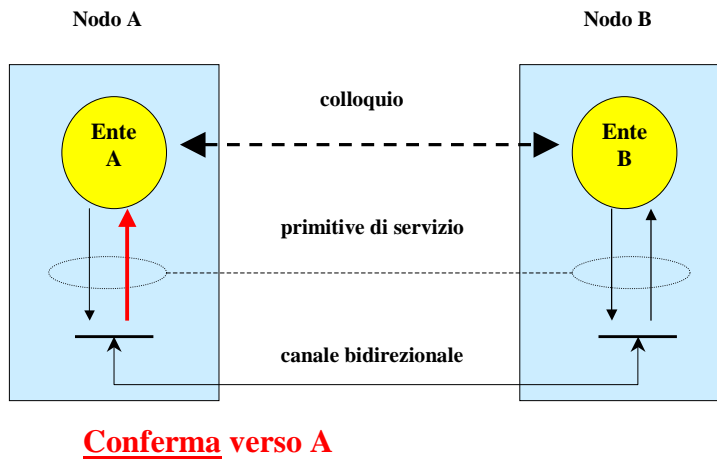 Nodo A
Nodo B
colloquio
Ente
A
Ente
B
primitive di servizio
canale bidirezionale
Conferma verso A